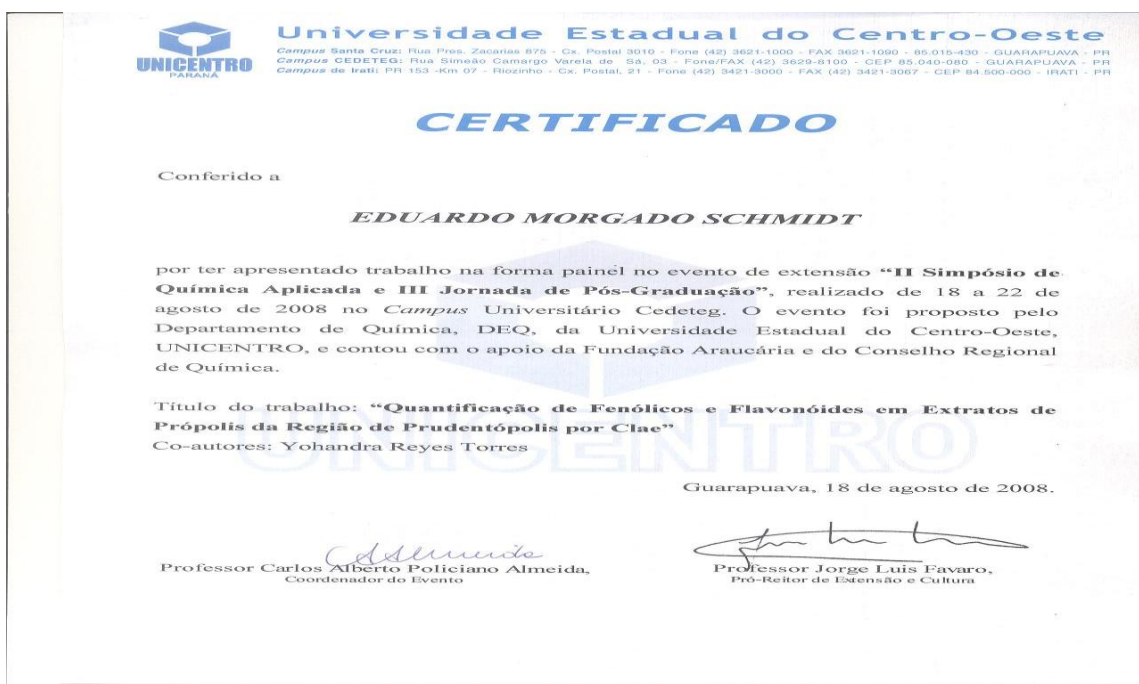 Universidade Estadual do Centro-Oeste
Campus Santa Cruz: Rua Pres. Zacarias 875 - Cx. Postal 3010 - Fone (42) 3621-1000 - FAX 3621-1090 - 85.015-430 - GUARAPUAVA - PR
Campus CEDETEG: Rua Simeão Camargo Varela de Sá, 03 - Fone/FAX (42) 3629-8100 - CEP 85.040-080 - GUARAPUAVA - PR
Campus de Irati: PR 153 -Km 07 - Riozinho - Cx. Postal, 21 - Fone (42) 3421-3000 - FAX (42) 3421-3067 - CEP 84.500-000 - IRATI - PR
UNICENTRO
PARANÁ
CERTIFICADO
Conferido a
EDUARDO MORGADO SCHMIDT
por ter apresentado trabalho na forma painel no evento de extensão “II Simpósio de
Química Aplicada e III Jornada de Pós-Graduação”, realizado de 18 a 22 de
agosto de 2008 no Campus Universitário Cedeteg. O evento foi proposto pelo
Departamento de Química, DEQ, da Universidade Estadual do Centro-Oeste,
UNICENTRO, e contou com o apoio da Fundação Araucária e do Conselho Regional
de Química.
Título do trabalho: “Quantificação de Fenólicos e Flavonóides em Extratos de
Própolis da Região de Prudentópolis por Clae”
Co-autores: Yohandra Reyes Torres
UNICENTRO
Guarapuava, 18 de agosto de 2008.
Professor Carlos Alberto Policiano Almeida,
Coordenador do Evento
Professor Jorge Luis Favaro,
Pró-Reitor de Extensão e Cultura